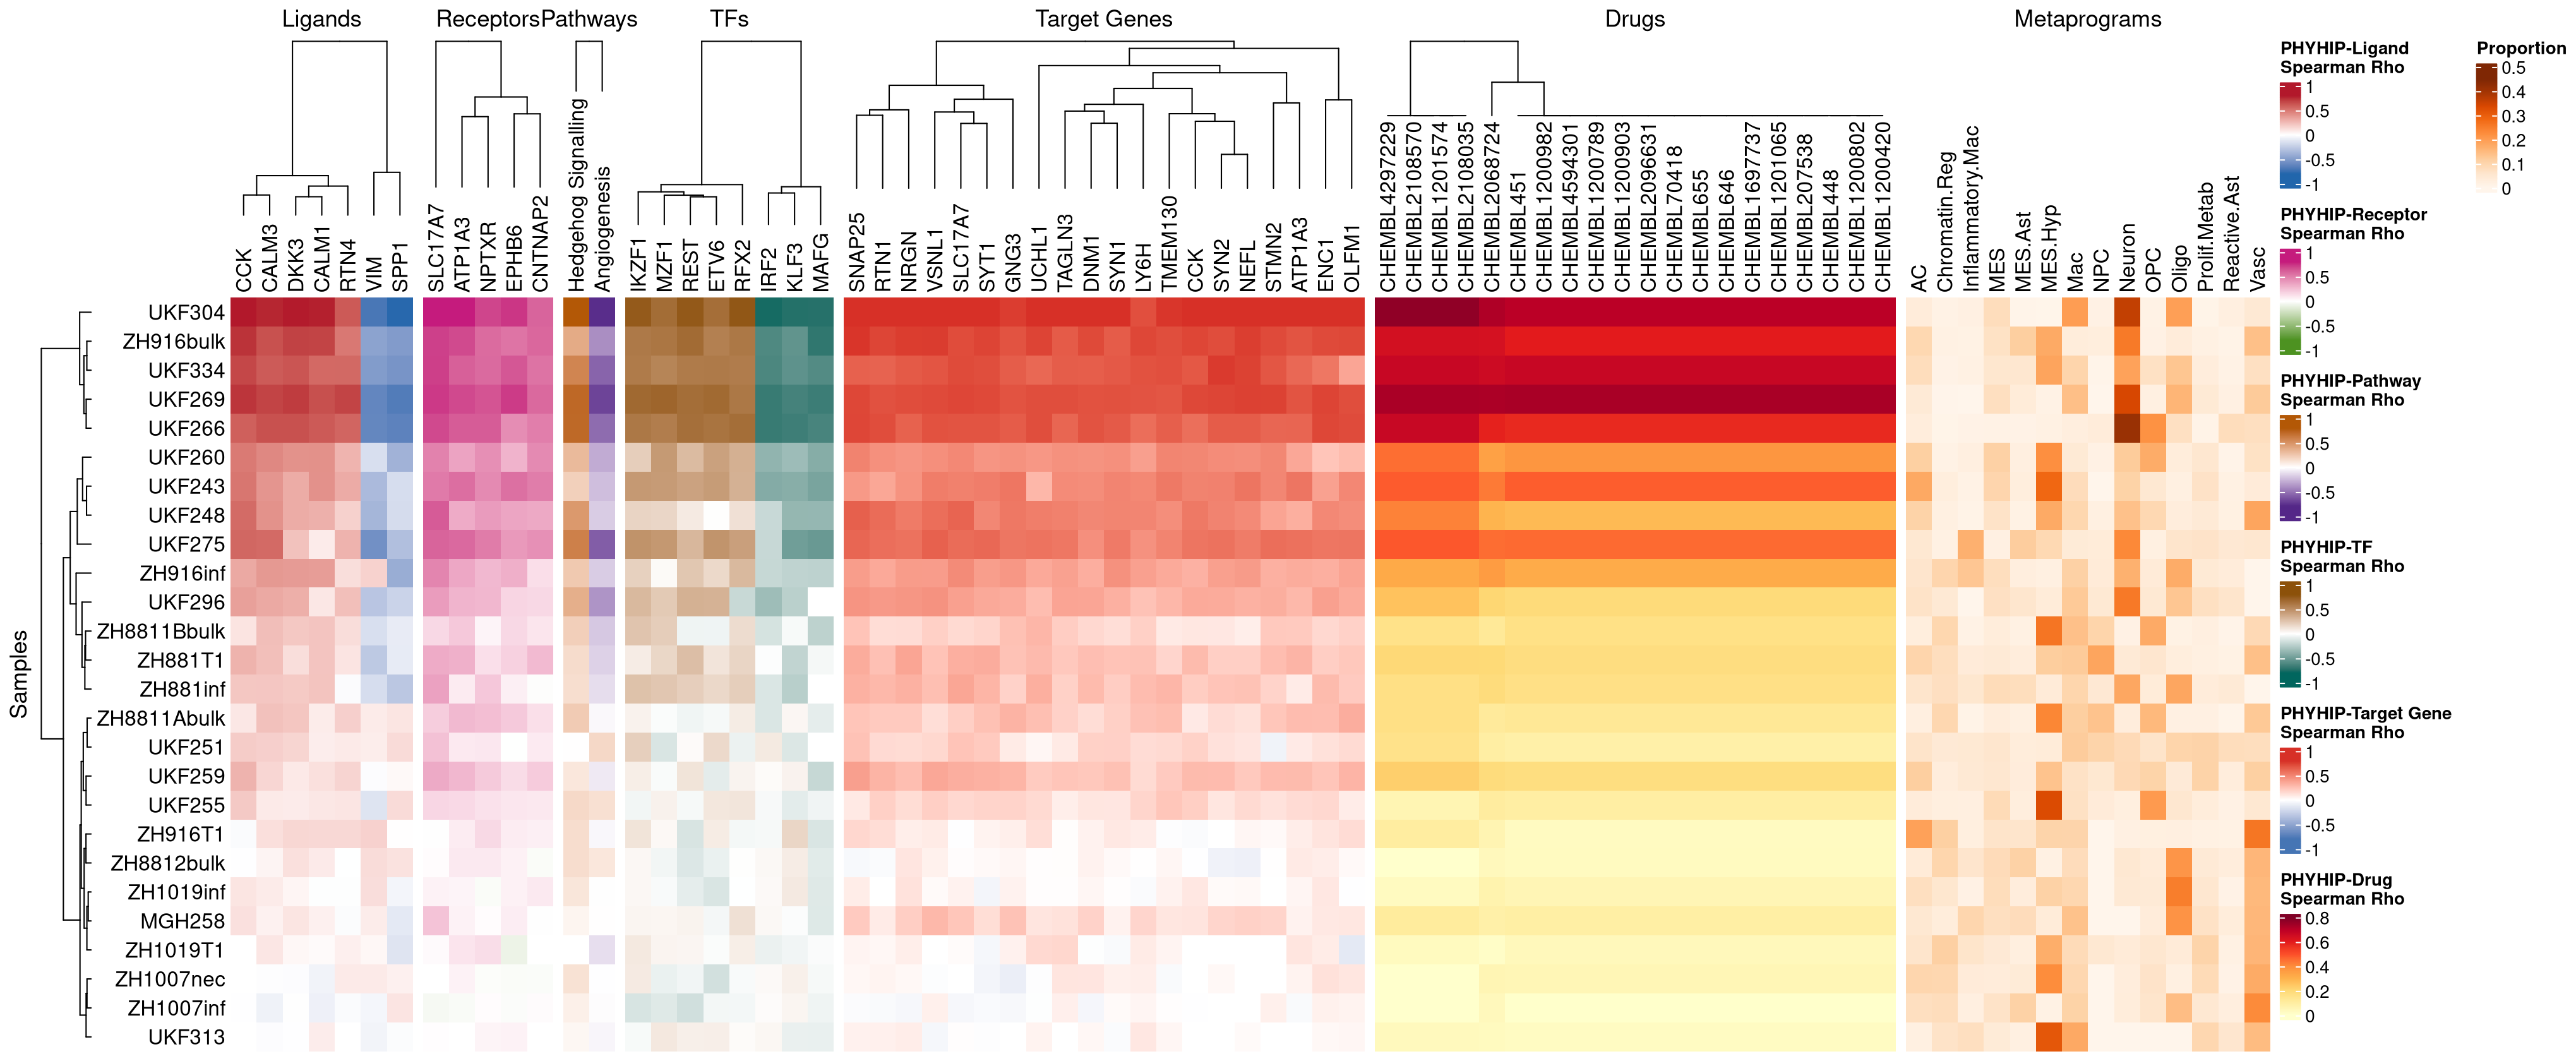 Ligands
Receptors
Pathways
TFs
Target Genes
Drugs
Metaprograms
CCK
CALM3
DKK3
CALM1
RTN4
VIM
SPP1
SLC17A7
ATP1A3
NPTXR
EPHB6
CNTNAP2
Hedgehog Signalling
Angiogenesis
IKZF1
MZF1
REST
ETV6
RFX2
IRF2
KLF3
MAFG
SNAP25
RTN1
NRGN
VSNL1
SLC17A7
SYT1
GNG3
UCHL1
TAGLN3
DNM1
SYN1
LY6H
TMEM130
CCK
SYN2
NEFL
STMN2
ATP1A3
ENC1
OLFM1
CHEMBL4297229
CHEMBL2108570
CHEMBL1201574
CHEMBL2108035
CHEMBL2068724
CHEMBL451
CHEMBL1200982
CHEMBL4594301
CHEMBL1200789
CHEMBL1200903
CHEMBL2096631
CHEMBL70418
CHEMBL655
CHEMBL646
CHEMBL1697737
CHEMBL1201065
CHEMBL207538
CHEMBL448
CHEMBL1200802
CHEMBL1200420
AC
Chromatin.Reg
Inflammatory.Mac
MES
MES.Ast
MES.Hyp
Mac
NPC
Neuron
OPC
Oligo
Prolif.Metab
Reactive.Ast
Vasc
Samples
UKF304
ZH916bulk
UKF334
UKF269
UKF266
UKF260
UKF243
UKF248
UKF275
ZH916inf
UKF296
ZH8811Bbulk
ZH881T1
ZH881inf
ZH8811Abulk
UKF251
UKF259
UKF255
ZH916T1
ZH8812bulk
ZH1019inf
MGH258
ZH1019T1
ZH1007nec
ZH1007inf
UKF313
PHYHIP-Ligand
Spearman Rho
1
0.5
0
-0.5
-1
PHYHIP-Receptor
Spearman Rho
1
0.5
0
-0.5
-1
PHYHIP-Pathway
Spearman Rho
1
0.5
0
-0.5
-1
PHYHIP-TF
Spearman Rho
1
0.5
0
-0.5
-1
PHYHIP-Target Gene
Spearman Rho
1
0.5
0
-0.5
-1
PHYHIP-Drug
Spearman Rho
0.8
0.6
0.4
0.2
0
Proportion
0.5
0.4
0.3
0.2
0.1
0